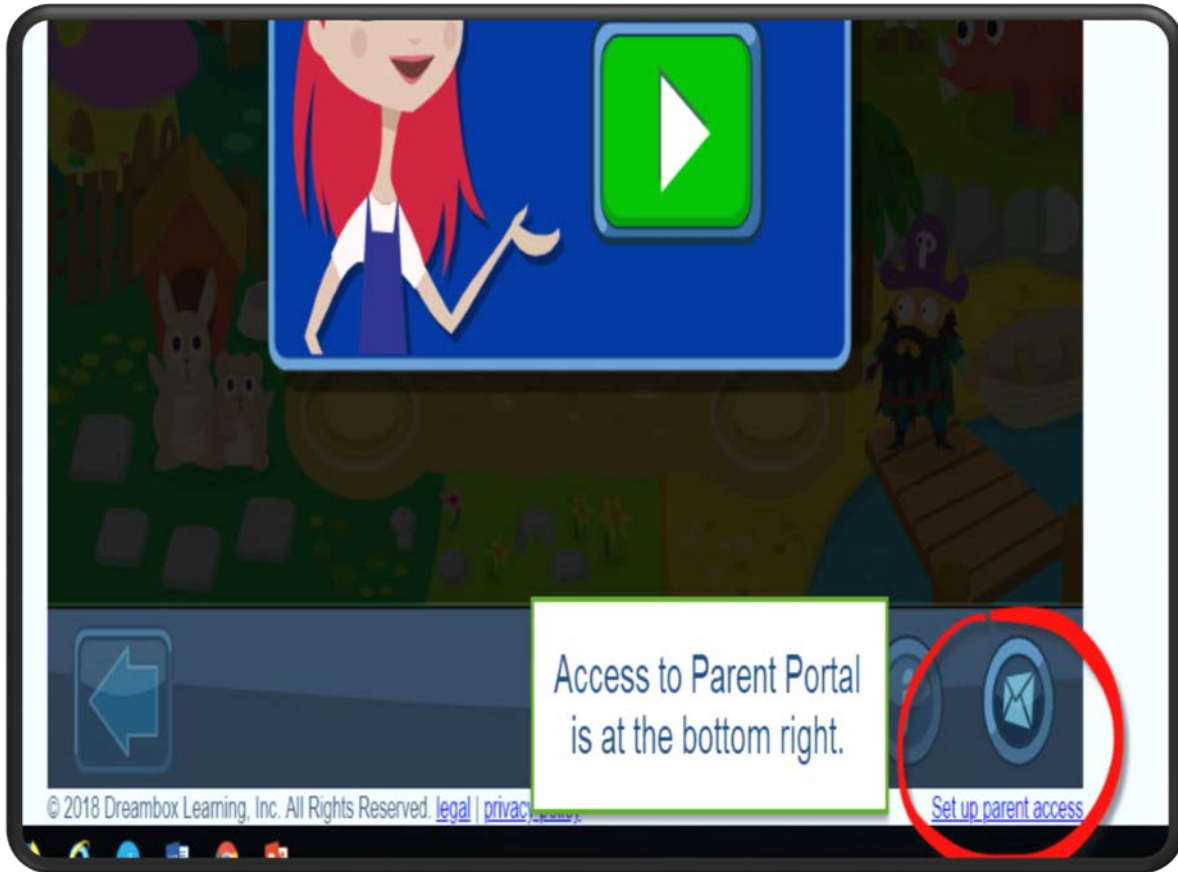 P
Access to Parent Portal
is at the bottom right.
© 2018 Dreambox Learning, Inc. All Rights Reserved. legal | privacy policy
Set up parent access